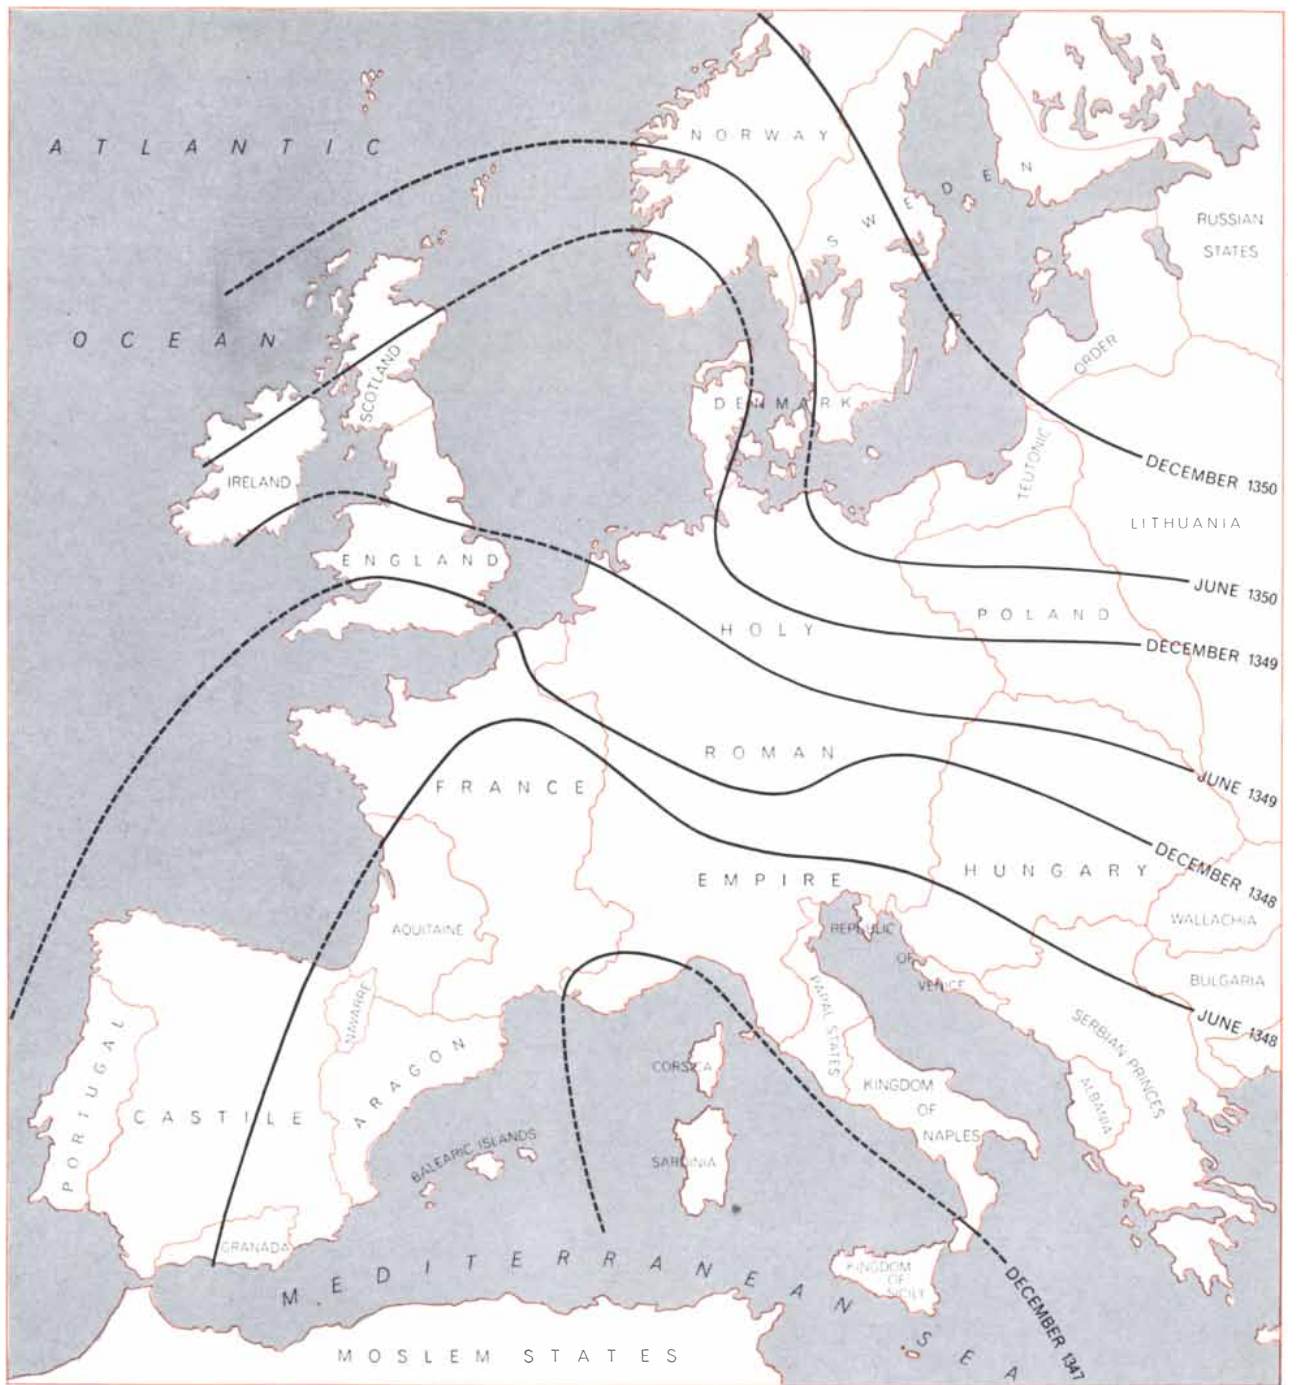 NORWAY
ATLANTIC
SWEDEN
RUSSIAN
STATES
OCEAN
ORDER
SCOTLAND
DENMARK
TEUTONIC
DECEMBER 1350
IRELAND
LITHUANIA
ENGLAND
JUNE 1350
POLAND
HOLY
DECEMBER 1349
ROMAN
FRANCE
JUNE 1349
DECEMBER 1348
HUNGARY
EMPIRE
WALLACHIA
AQUITAINE
REPUBLIC
OF
VENICE
BULGARIA
NAVARRE
PAPAL STATES
SERBIAN PRINCES
JUNE 1348
PORTUGAL
ARAGON
CORSICA
KINGDOM
OF
NAPLES
ALBANIA
CASTILE
BALEARIC ISLANDS
SARDINIA
GRANADA
KINGDOM
OF
SICILY
MEDITERRANEAN SEA
DECEMBER 1347
MOSLEM STATES